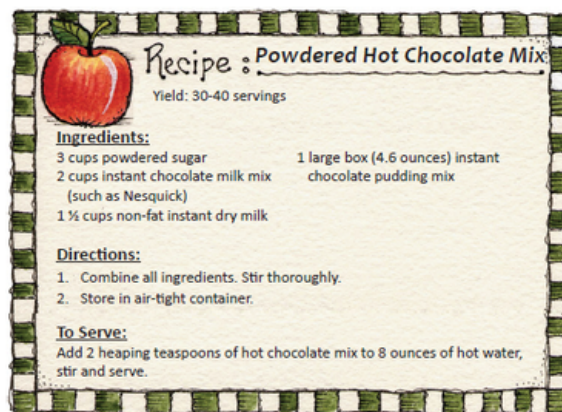 Recipe : Powdered Hot Chocolate Mix
Yield: 30-40 servings
Ingredients:
3 cups powdered sugar
2 cups instant chocolate milk mix
(such as Nesquick)
1 ½ cups non-fat instant dry milk
1 large box (4.6 ounces) instant
chocolate pudding mix
Directions:
1. Combine all ingredients. Stir thoroughly.
2. Store in air-tight container.
To Serve:
Add 2 heaping teaspoons of hot chocolate mix to 8 ounces of hot water,
stir and serve.